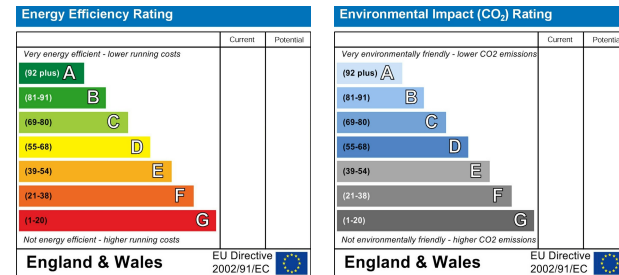 Energy Efficiency Rating
Current Potential
Very energy efficient - lower running costs
(92 plus) A
(81-91) B
(69-80) C
(55-68) D
(39-54) E
(21-38) F
(1-20) G
Not energy efficient - higher running costs
England & Wales
EU Directive
2002/91/EC
Environmental Impact (CO₂) Rating
Current Potentia
Very environmentally friendly - lower CO2 emissions
(92 plus) A
(81-91) B
(69-80) C
(55-68) D
(39-54) E
(21-38) F
(1-20) G
Not environmentally friendly - higher CO2 emissions
England & Wales
EU Directive
2002/91/EC